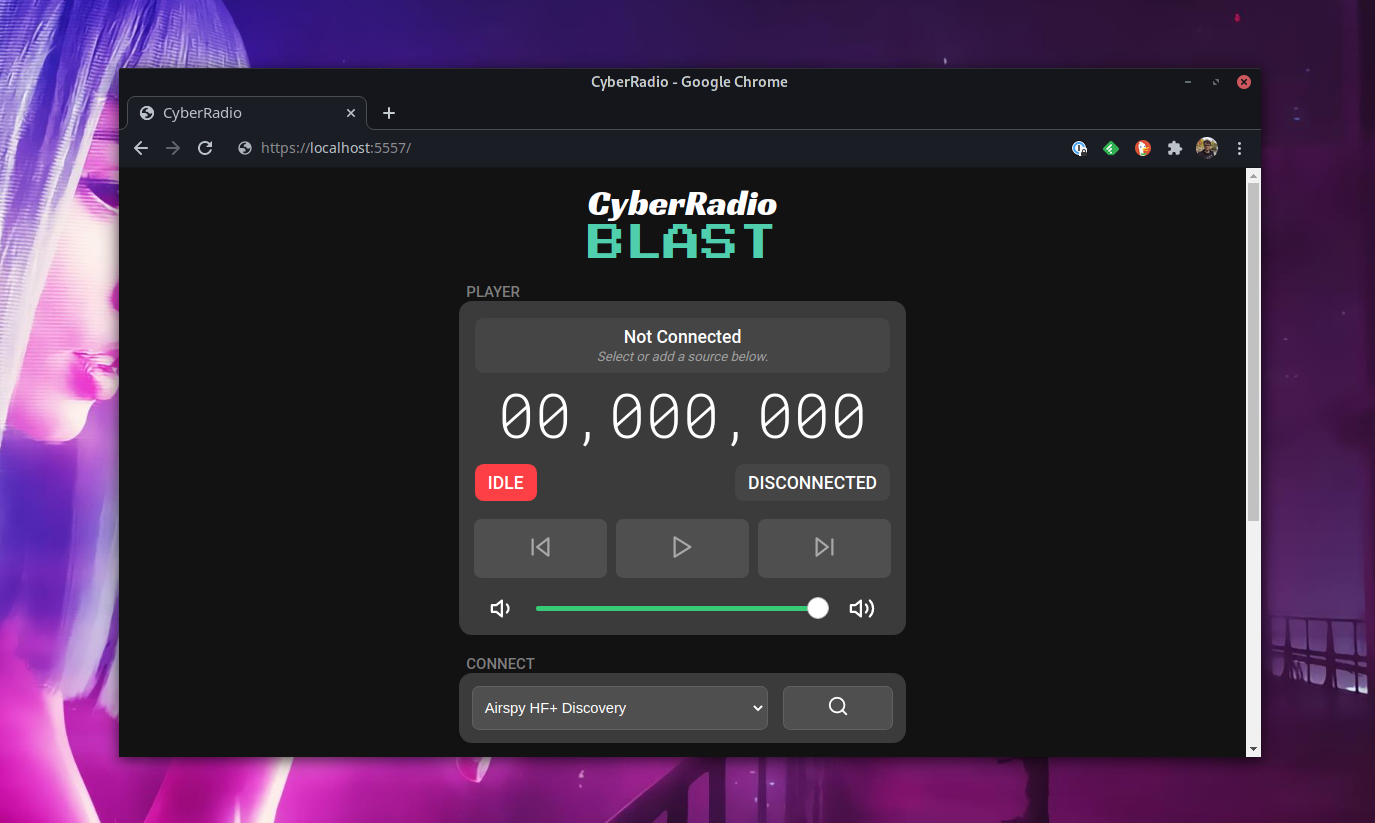 CyberRadio - Google Chrome
CyberRadio
https://localhost:5557/
CyberRadio
BLAST
PLAYER
Not Connected
Select or add a source below.
00,000,000
IDLE
DISCONNECTED
CONNECT
Airspy HF+ Discovery